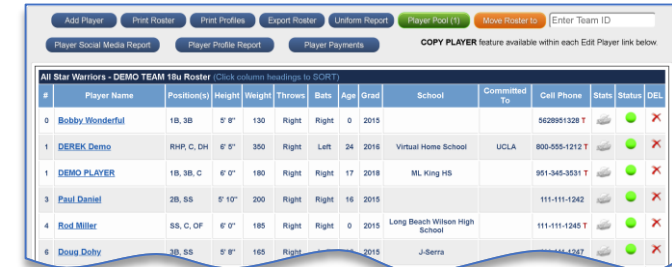 Add Player Print Roster Print Profiles Export Roster Uniform Report Player Pool (1) Move Roster to Enter Team ID
Player Social Media Report Player Profile Report Player Payments COPY PLAYER feature available within each Edit Player link below.
All Star Warriors - DEMO TEAM 18u Roster (Click column headings to SORT)
# Player Name Position(s) Height Weight Throws Bats Age Grad School Committed To Cell Phone Stats Status DEL
0 Bobby Wonderful 1B, 3B 5' 8" 130 Right Right 0 2015 5628951328 T
1 DEREK Demo RHP, C, DH 6' 5" 350 Right Left 24 2016 Virtual Home School UCLA 800-555-1212 T
1 DEMO PLAYER 1B, 3B, C 6' 0" 180 Right Right 17 2018 ML King HS 951-345-3531 T
3 Paul Daniel 2B, SS 5' 10" 200 Right Right 16 2015 111-111-1242
4 Rod Miller SS, C, OF 6' 0" 185 Right Right 0 2015 Long Beach Wilson High School 111-111-1245 T
6 Doug Dohy 3B, SS 5' 8" 165 Right 2015 J-Serra